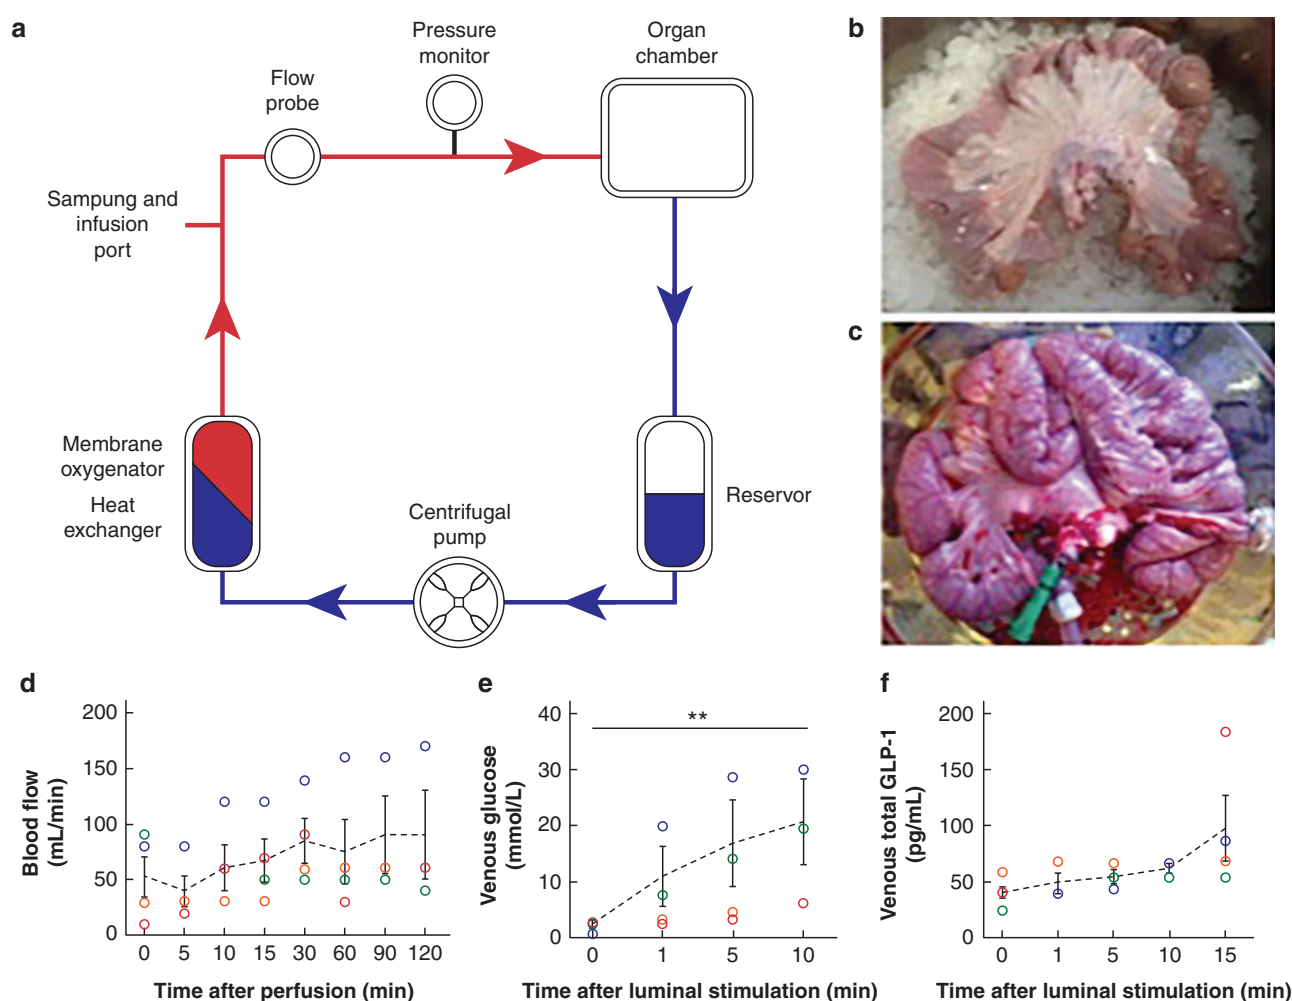 a
Pressure
monitor
Organ
chamber
Flow
probe
Sampung and
infusion
port
Membrane
oxygenator
Heat
exchanger
Centrifugal
pump
Reservor
b
c
d
Blood flow
(mL/min)
200
150
100
50
0
0 5 10 15 30 60 90 120
Time after perfusion (min)
e
Venous glucose
(mmol/L)
40
30
20
10
0
**
0 1 5 10
Time after luminal stimulation (min)
f
Venous total GLP-1
(pg/mL)
200
150
100
50
0
0 1 5 10 15
Time after luminal stimulation (min)